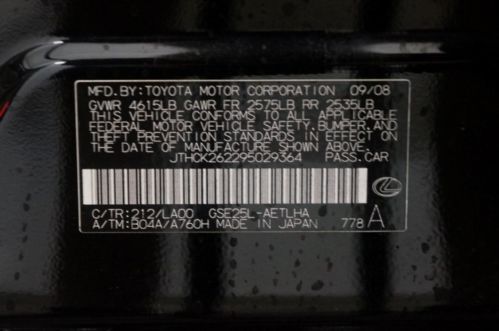 MFD.BY:TOYOTA MOTOR CORPORATION 09/08
GVWR 4615LB GAWR FR 2575LB RR 2535LB
THIS VEHICLE CONFORMS TO ALL APPLICABLE
FEDERAL MOTOR VEHICLE SAFETY,BUMPER,AND
THEFT PREVENTION STANDARDS IN EFFECT ON
THE DATE OF MANUFACTURE SHOWN ABOVE.
JTHCK262295029364 PASS.CAR
C/TR:212/LA00 GSE25L-AETLHA
A/TM:B04A/A760H MADE IN JAPAN 778 A